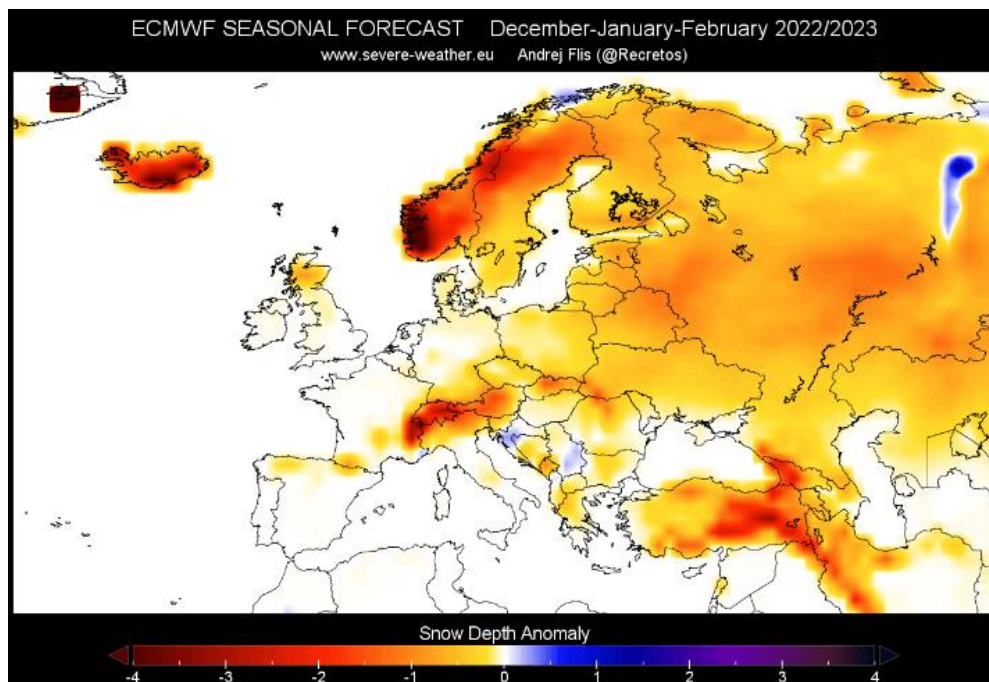 ECMWF SEASONAL FORECAST December-January-February 2022/2023
www.severe-weather.eu Andrej Flis (@Recretos)
Snow Depth Anomaly
-4 -3 -2 -1 0 1 2 3 4